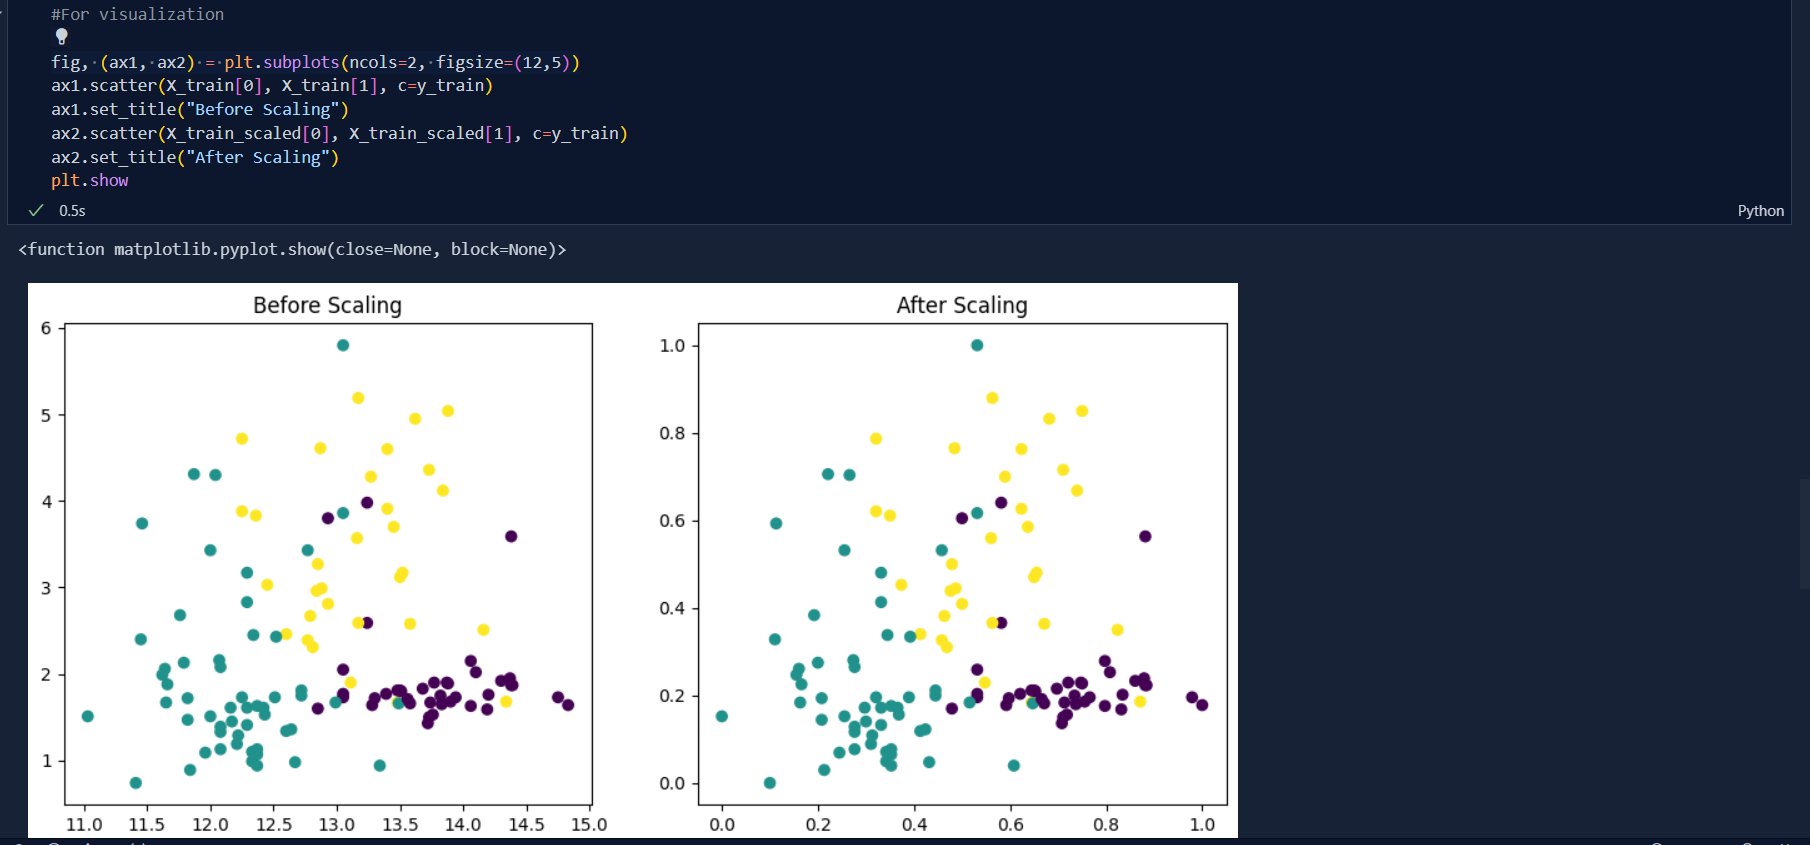 #For visualization
fig, (ax1, ax2) = plt.subplots(ncols=2, figsize=(12,5))
ax1.scatter(X_train[0], X_train[1], c=y_train)
ax1.set_title("Before Scaling")
ax2.scatter(X_train_scaled[0], X_train_scaled[1], c=y_train)
ax2.set_title("After Scaling")
plt.show
0.5s
Python
<function matplotlib.pyplot.show(close=None, block=None)>
Before Scaling
6
5
4
3
2
1
11.0 11.5 12.0 12.5 13.0 13.5 14.0 14.5 15.0
After Scaling
1.0
0.8
0.6
0.4
0.2
0.0
0.0 0.2 0.4 0.6 0.8 1.0